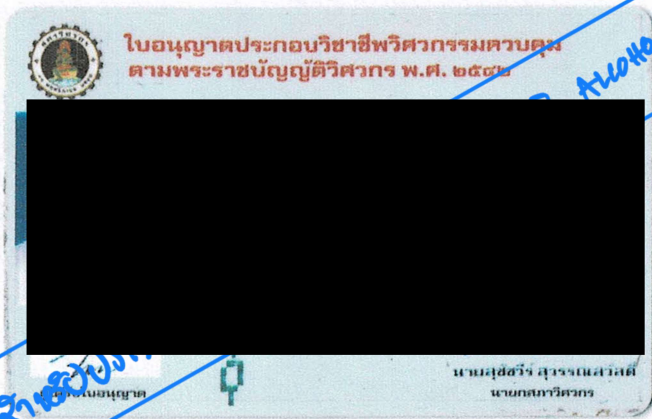 ใบอนุญาตประกอบวิชาชีพวิศวกรรมควบคุม
ตามพระราชบัญญัติวิศวกร พ.ศ. ๒๕๔๒
ALCOHO
นายสุชัชวีร์ สุวรรณสวัสดิ์
นายกสภาวิศวกร